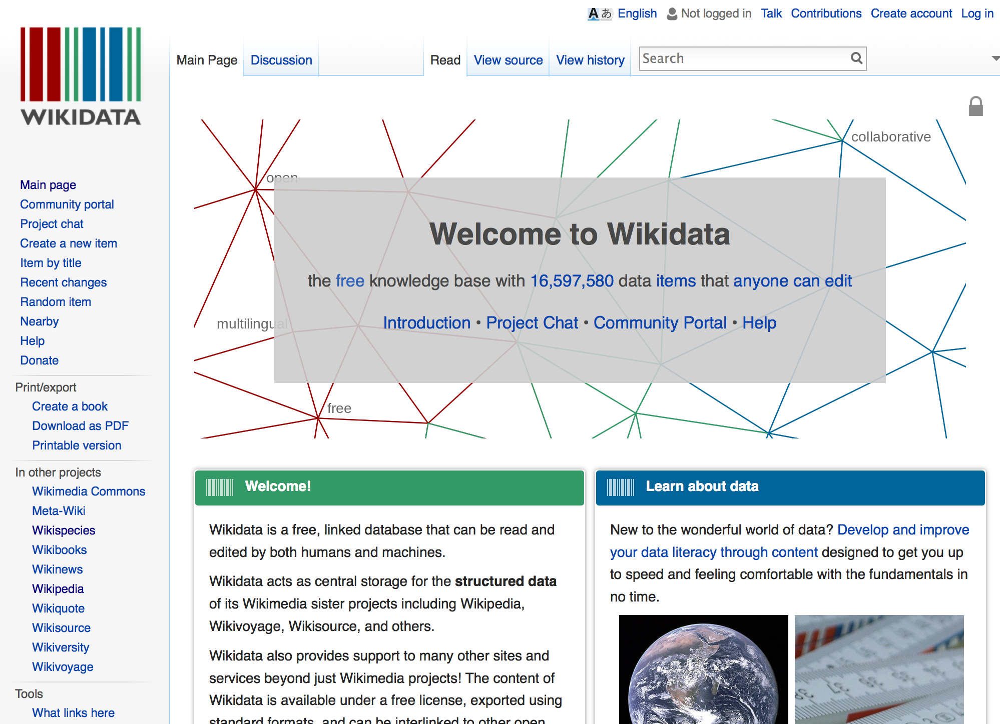 English Not logged in Talk Contributions Create account Log in
WIKIDATA
Main Page Discussion Read View source View history Search
Main page
Community portal
Project chat
Create a new item
Item by title
Recent changes
Random item
Nearby
Help
Donate
Print/export
Create a book
Download as PDF
Printable version
In other projects
Wikimedia Commons
Meta-Wiki
Wikispecies
Wikibooks
Wikinews
Wikipedia
Wikiquote
Wikisource
Wikiversity
Wikivoyage
Tools
What links here
collaborative
open
Welcome to Wikidata
the free knowledge base with 16,597,580 data items that anyone can edit
multilingual
Introduction • Project Chat • Community Portal • Help
free
Welcome!
Wikidata is a free, linked database that can be read and
edited by both humans and machines.
Wikidata acts as central storage for the structured data
of its Wikimedia sister projects including Wikipedia,
Wikivoyage, Wikisource, and others.
Wikidata also provides support to many other sites and
services beyond just Wikimedia projects! The content of
Wikidata is available under a free license, exported using
standard formats, and can be interlinked to other open
Learn about data
New to the wonderful world of data? Develop and improve
your data literacy through content designed to get you up
to speed and feeling comfortable with the fundamentals in
no time.